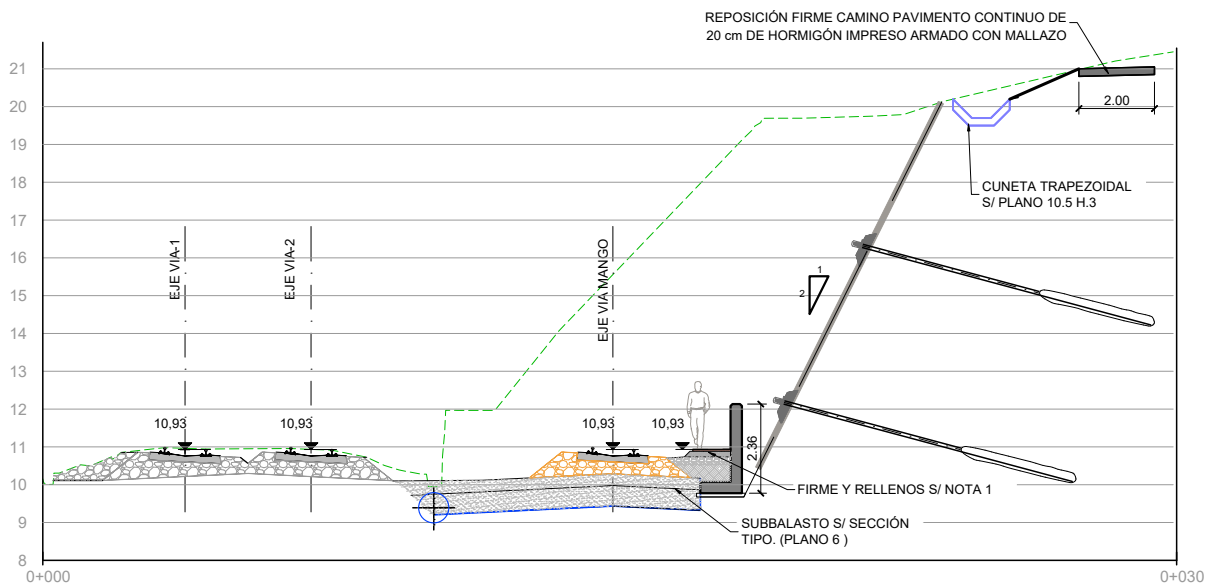 REPOSICIÓN FIRME CAMINO PAVIMENTO CONTINUO DE
20 cm DE HORMIGÓN IMPRESO ARMADO CON MALLAZO
21
20
19
18
17
16
15
14
13
12
11
10
9
8
2.00
CUNETA TRAPEZOIDAL
S/ PLANO 10.5 H.3
EJE VIA-1
EJE VIA-2
EJE VIA MANGO
1
2
10,93
10,93
10,93
10,93
2.36
FIRME Y RELLENOS S/ NOTA 1
SUBBALASTO S/ SECCIÓN
TIPO. (PLANO 6 )
0+000
0+030